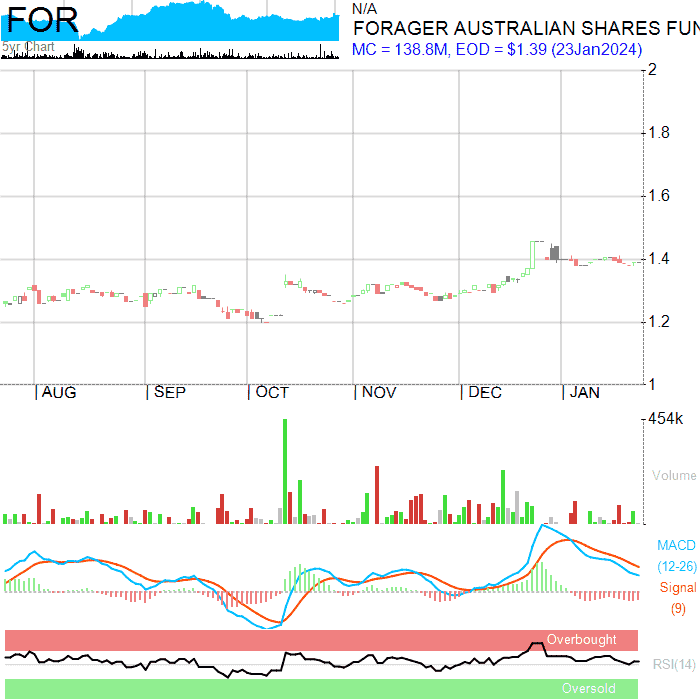 FOR
5yr Chart
N/A
FORAGER AUSTRALIAN SHARES FUN
MC = 138.8M, EOD = $1.39 (23Jan2024)
2
1.8
1.6
1.4
1.2
1
AUG SEP OCT NOV DEC JAN
454k
Volume
MACD
(12-26)
Signal
(9)
Overbought
RSI(14)
Oversold